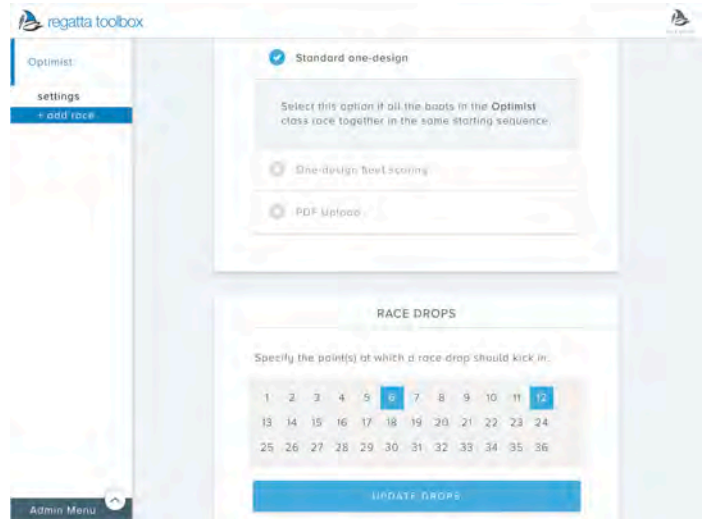 regatta toolbox
Optimist
settings
+ add race
Standard one-design
Select this option if all the boats in the Optimist
class race together in the same starting sequence.
One-design fleet scoring
PDF Upload
RACE DROPS
Specify the point(s) at which a race drop should kick in.
1 2 3 4 5 6 7 8 9 10 11 12
13 14 15 16 17 18 19 20 21 22 23 24
25 26 27 28 29 30 31 32 33 34 35 36
UPDATE DROPS
Admin Menu